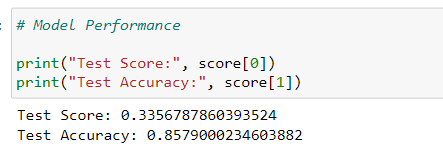 # Model Performance
print("Test Score:", score[0])
print("Test Accuracy:", score[1])
Test Score: 0.3356787860393524
Test Accuracy: 0.8579000234603882